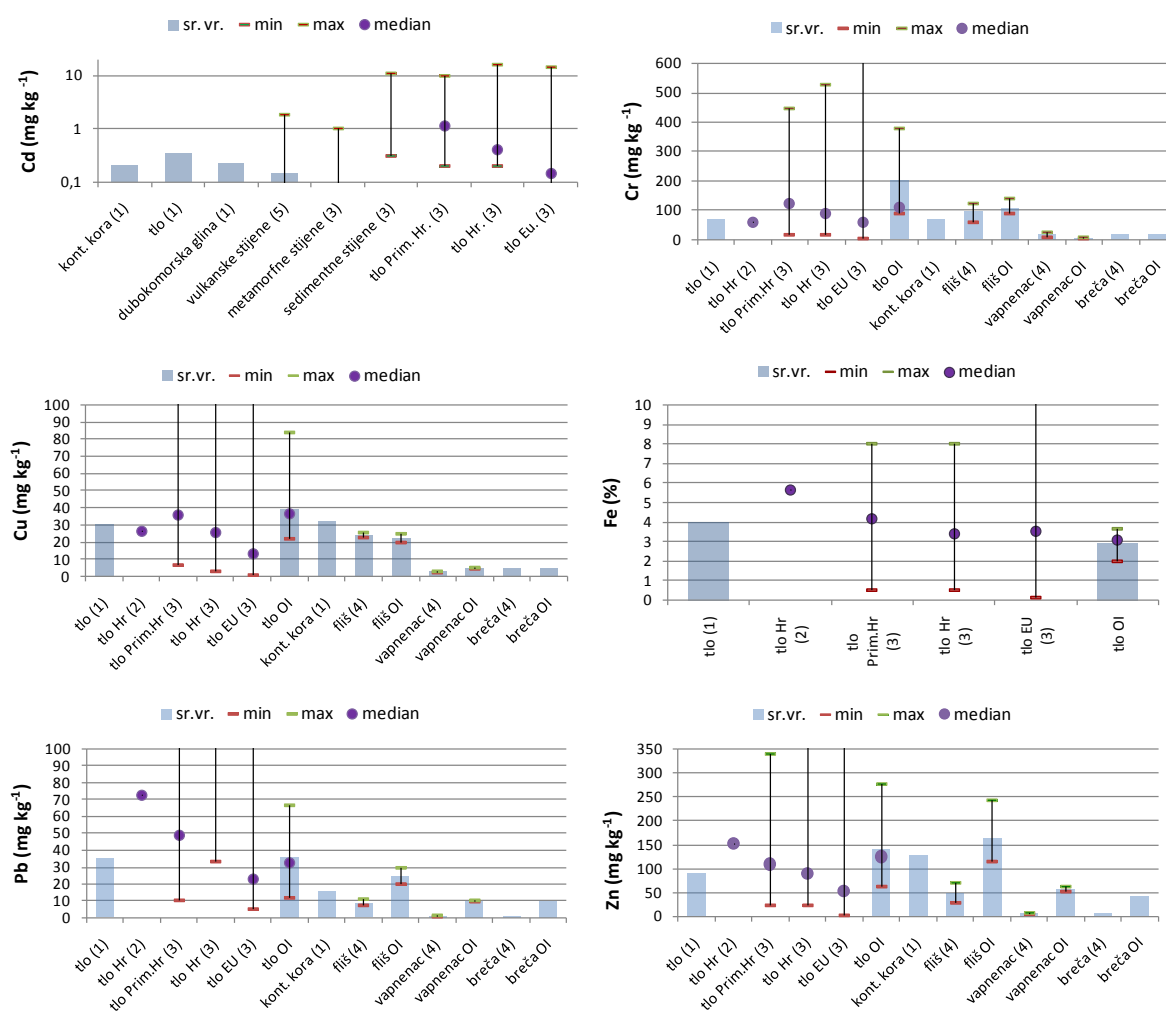 sr.vr. min max median
Cd (mg kg -1)
10
1
0,1
kont. kora (1)
tlo (1)
dubokomorska glina (1)
vulkanske stijene (5)
metamorfne stijene (3)
sedimentne stijene (3)
tlo Prim. Hr. (3)
tlo Hr. (3)
tlo Eu. (3)
sr.vr. min max median
Cr (mg kg -1)
600
500
400
300
200
100
0
tlo (1)
tlo Hr (2)
tlo Prim.Hr (3)
tlo Hr (3)
tlo EU (3)
tlo OI
kont. kora (1)
fliš (4)
fliš OI
vapnenac (4)
vapnenac OI
breča (4)
breča OI
sr.vr. min max median
Cu (mg kg-1)
100
90
80
70
60
50
40
30
20
10
0
tlo (1)
tlo Hr (2)
tlo Prim.Hr (3)
tlo Hr (3)
tlo EU (3)
tlo OI
kont. kora (1)
fliš (4)
fliš OI
vapnenac (4)
vapnenac OI
breča (4)
breča OI
sr.vr. min max median
Fe (%)
10
9
8
7
6
5
4
3
2
1
0
tlo (1)
tlo Hr
(2)
tlo
Prim.Hr
(3)
tlo Hr
(3)
tlo EU
(3)
tlo OI
sr.vr. min max median
Pb (mg kg-1)
100
90
80
70
60
50
40
30
20
10
0
tlo (1)
tlo Hr (2)
tlo Prim.Hr (3)
tlo Hr (3)
tlo EU (3)
tlo OI
kont. kora (1)
fliš (4)
fliš OI
vapnenac (4)
vapnenac OI
breča (4)
breča OI
sr.vr. min max median
Zn (mg kg -1)
350
300
250
200
150
100
50
0
tlo (1)
tlo Hr (2)
tlo Prim.Hr (3)
tlo Hr (3)
tlo EU (3)
tlo OI
kont. kora (1)
fliš (4)
fliš OI
vapnenac (4)
vapnenac OI
breča (4)
breča OI